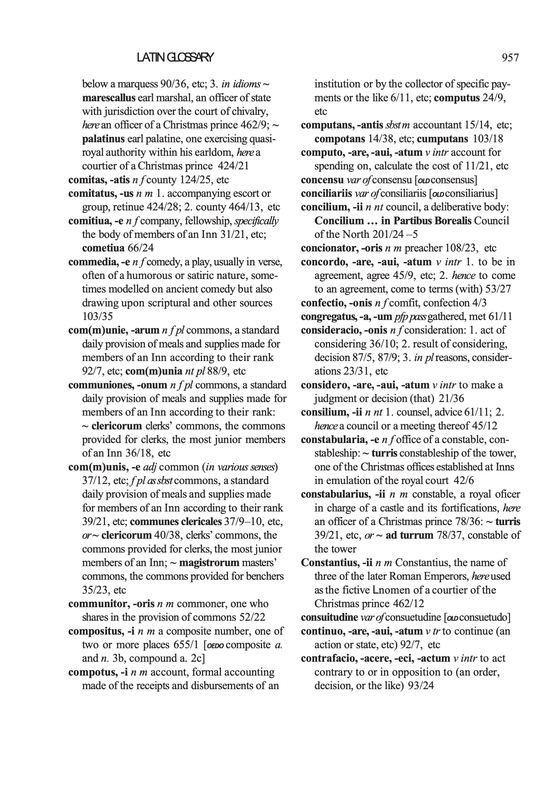 LATIN GLOSSARY
957
below a marquess 90/36, etc; 3. in idioms ~
marescallus earl marshal, an officer of state
with jurisdiction over the court of chivalry,
here an officer of a Christmas prince 462/9; ~
palatinus earl palatine, one exercising quasi-
royal authority within his earldom, here a
courtier of a Christmas prince 424/21
comitas, -atis n f county 124/25, etc
comitatus, -us n m 1. accompanying escort or
group, retinue 424/28; 2. county 464/13, etc
comitiua, -e n f company, fellowship, specifically
the body of members of an Inn 31/21, etc;
cometiua 66/24
commedia, -e n f comedy, a play, usually in verse,
often of a humorous or satiric nature, some-
times modelled on ancient comedy but also
drawing upon scriptural and other sources
103/35
com(m)unie, -arum n f pl commons, a standard
daily provision of meals and supplies made for
members of an Inn according to their rank
92/7, etc; com(m)unia nt pl 88/9, etc
communiones, -onum n f pl commons, a standard
daily provision of meals and supplies made for
members of an Inn according to their rank:
~ clericorum clerks' commons, the commons
provided for clerks, the most junior members
of an Inn 36/18, etc
com(m)unis, -e adj common (in various senses)
37/12, etc; f pl as sbst commons, a standard
daily provision of meals and supplies made
for members of an Inn according to their rank
39/21, etc; communes clericales 37/9–10, etc,
or ~ clericorum 40/38, clerks' commons, the
commons provided for clerks, the most junior
members of an Inn; ~ magistrorum masters'
commons, the commons provided for benchers
35/23, etc
communitor, -oris n m commoner, one who
shares in the provision of commons 52/22
compositus, -i n m a composite number, one of
two or more places 655/1 [OEDO composite a.
and n. 3b, compound a. 2c]
compotus, -i n m account, formal accounting
made of the receipts and disbursements of an
institution or by the collector of specific pay-
ments or the like 6/11, etc; computus 24/9,
etc
computans, -antis sbst m accountant 15/14, etc;
compotans 14/38, etc; cumputans 103/18
computo, -are, -aui, -atum v intr account for
spending on, calculate the cost of 11/21, etc
concensu var of consensu [OLD consensus]
conciliariis var of consiliariis [OLD consiliarius]
concilium, -ii n nt council, a deliberative body:
Concilium … in Partibus Borealis Council
of the North 201/24 –5
concionator, -oris n m preacher 108/23, etc
concordo, -are, -aui, -atum v intr 1. to be in
agreement, agree 45/9, etc; 2. hence to come
to an agreement, come to terms (with) 53/27
confectio, -onis n f comfit, confection 4/3
congregatus, -a, -um pfp pass gathered, met 61/11
consideracio, -onis n f consideration: 1. act of
considering 36/10; 2. result of considering,
decision 87/5, 87/9; 3. in pl reasons, consider-
ations 23/31, etc
considero, -are, -aui, -atum v intr to make a
judgment or decision (that) 21/36
consilium, -ii n nt 1. counsel, advice 61/11; 2.
hence a council or a meeting thereof 45/12
constabularia, -e n f office of a constable, con-
stableship: ~ turris constableship of the tower,
one of the Christmas offices established at Inns
in emulation of the royal court 42/6
constabularius, -ii n m constable, a royal oficer
in charge of a castle and its fortifications, here
an officer of a Christmas prince 78/36: ~ turris
39/21, etc, or ~ ad turrum 78/37, constable of
the tower
Constantius, -ii n m Constantius, the name of
three of the later Roman Emperors, here used
as the fictive Lnomen of a courtier of the
Christmas prince 462/12
consuitudine var of consuetudine [OLD consuetudo]
continuo, -are, -aui, -atum v tr to continue (an
action or state, etc) 92/7, etc
contrafacio, -acere, -eci, -actum v intr to act
contrary to or in opposition to (an order,
decision, or the like) 93/24